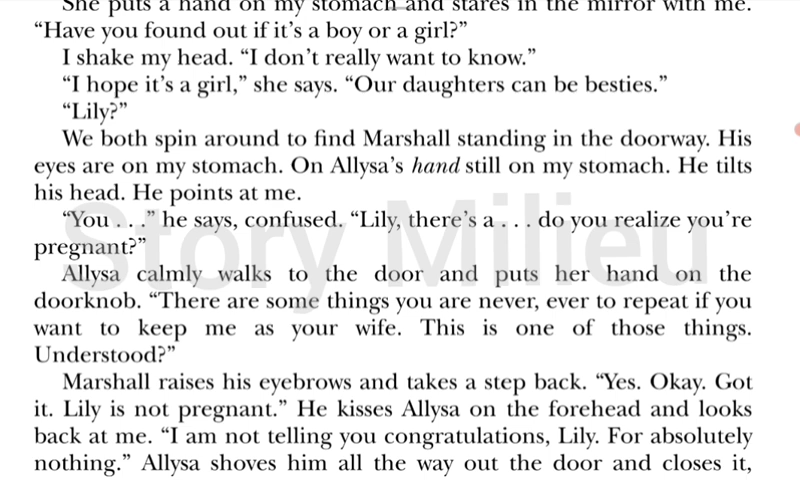 She puts a hand on my stomach and stares in the mirror with me.
“Have you found out if it’s a boy or a girl?”
I shake my head. “I don’t really want to know.”
“I hope it’s a girl,” she says. “Our daughters can be besties.”
“Lily?”
We both spin around to find Marshall standing in the doorway. His
eyes are on my stomach. On Allysa’s hand still on my stomach. He tilts
his head. He points at me.
“You . . .” he says, confused. “Lily, there’s a . . . do you realize you’re
pregnant?”
Story Milieu
Allysa calmly walks to the door and puts her hand on the
doorknob. “There are some things you are never, ever to repeat if you
want to keep me as your wife. This is one of those things.
Understood?”
Marshall raises his eyebrows and takes a step back. “Yes. Okay. Got
it. Lily is not pregnant.” He kisses Allysa on the forehead and looks
back at me. “I am not telling you congratulations, Lily. For absolutely
nothing.” Allysa shoves him all the way out the door and closes it,